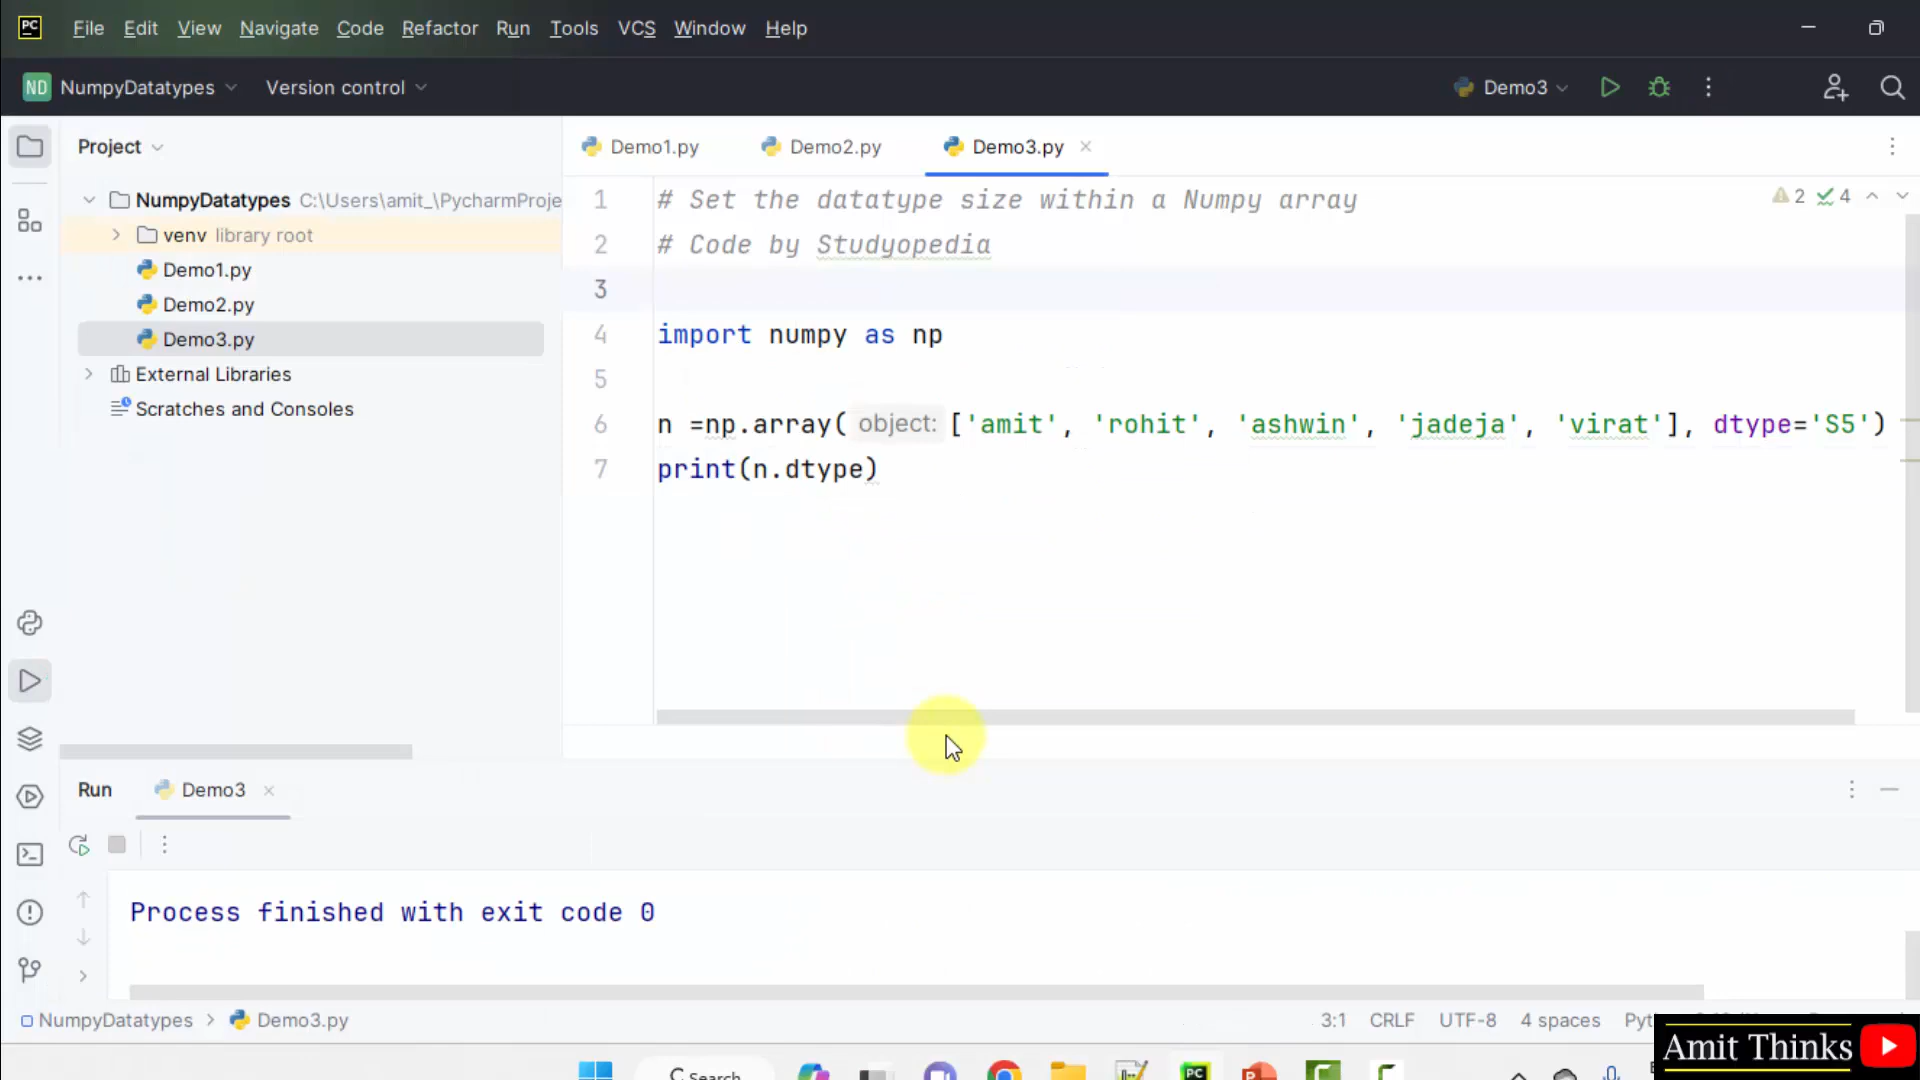 PC File Edit View Navigate Code Refactor Run Tools VCS Window Help
ND NumpyDatatypes Version control Demo3
Project
NumpyDatatypes C:\Users\amit_\PycharmProje
venv library root
Demo1.py
Demo2.py
Demo3.py
External Libraries
Scratches and Consoles
Demo1.py Demo2.py Demo3.py
2 4
1 # Set the datatype size within a Numpy array
2 # Code by Studyopedia
3
4 import numpy as np
5
6 n =np.array( object: ['amit', 'rohit', 'ashwin', 'jadeja', 'virat'], dtype='S5')
7 print(n.dtype)
Run Demo3
Process finished with exit code 0
NumpyDatatypes > Demo3.py
3:1 CRLF UTF-8 4 spaces Pyt
Search
PC
Amit Thinks